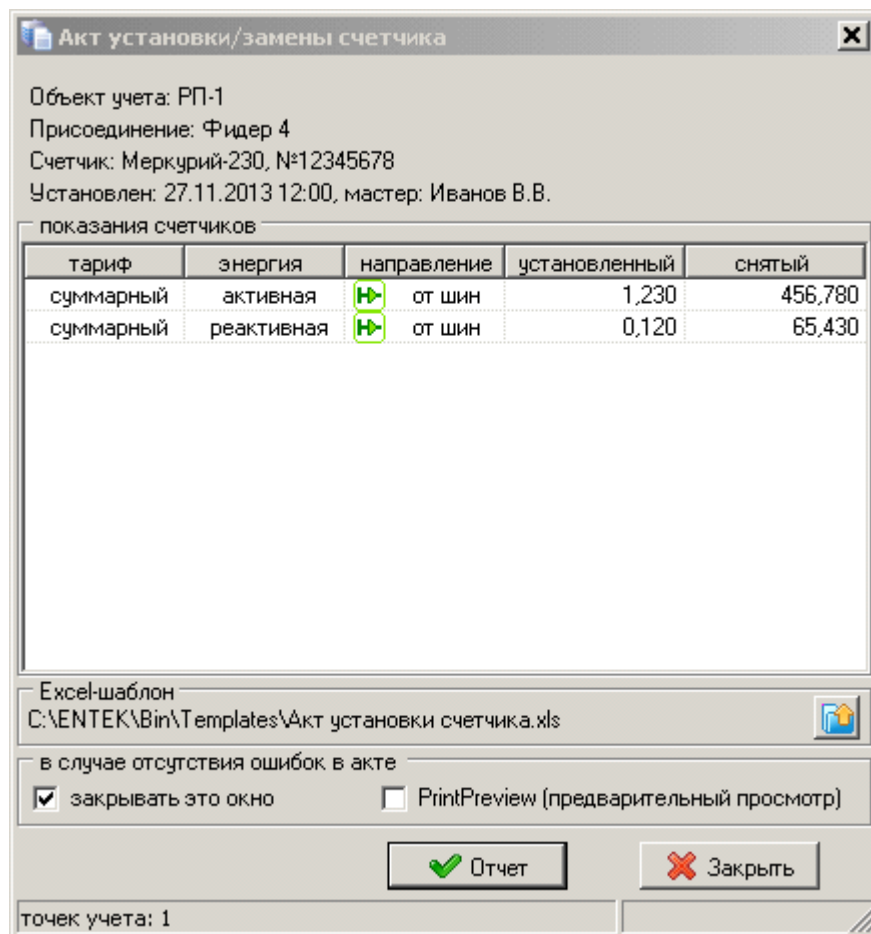 Акт установки/замены счетчика
Объект учета: РП-1
Присоединение: Фидер 4
Счетчик: Меркурий-230, №12345678
Установлен: 27.11.2013 12:00, мастер: Иванов В.В.
показания счетчиков
тариф энергия направление установленный снятый
суммарный активная от шин 1,230 456,780
суммарный реактивная от шин 0,120 65,430
Excel-шаблон
C:\ENTEK\Bin\Templates\Акт установки счетчика.xls
в случае отсутствия ошибок в акте
закрывать это окно PrintPreview (предварительный просмотр)
Отчет Закрыть
точек учета: 1